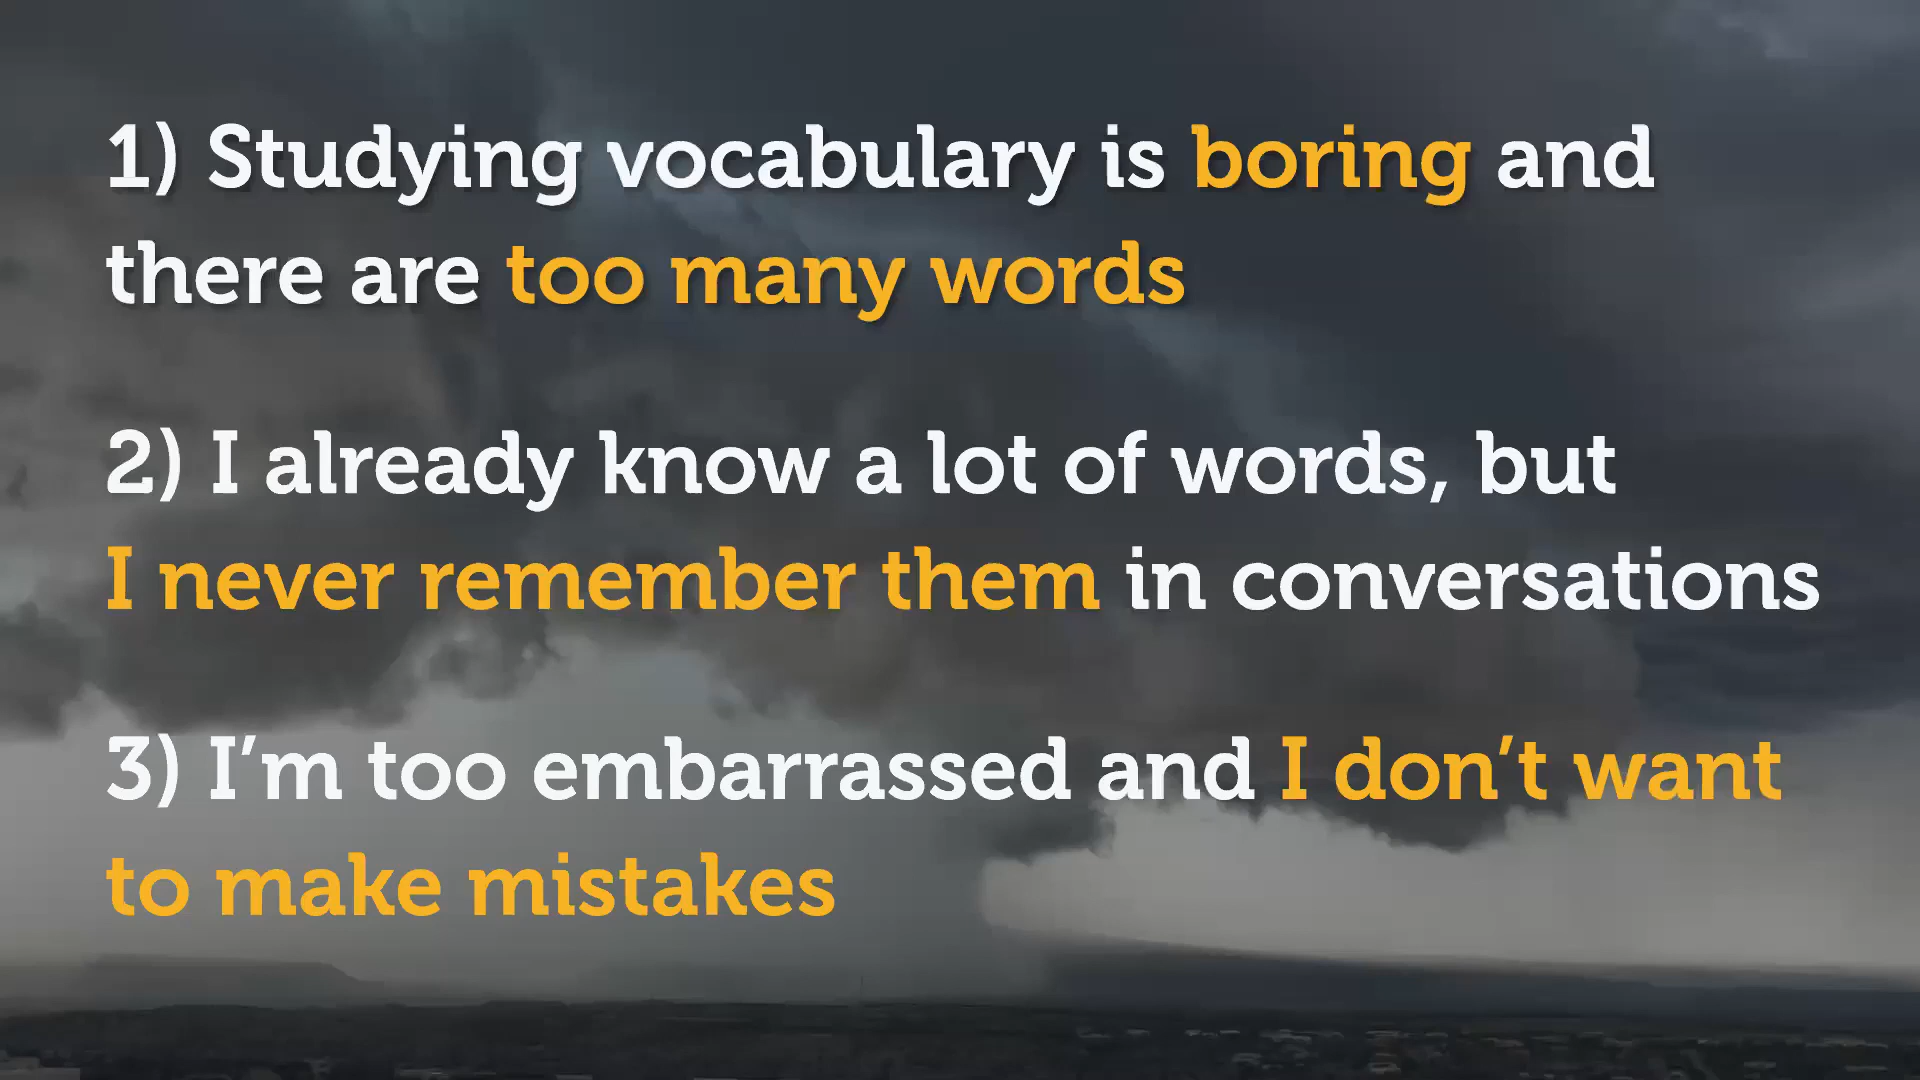 1) Studying vocabulary is boring and
there are too many words
2) I already know a lot of words, but
I never remember them in conversations
3) I’m too embarrassed and I don’t want
to make mistakes